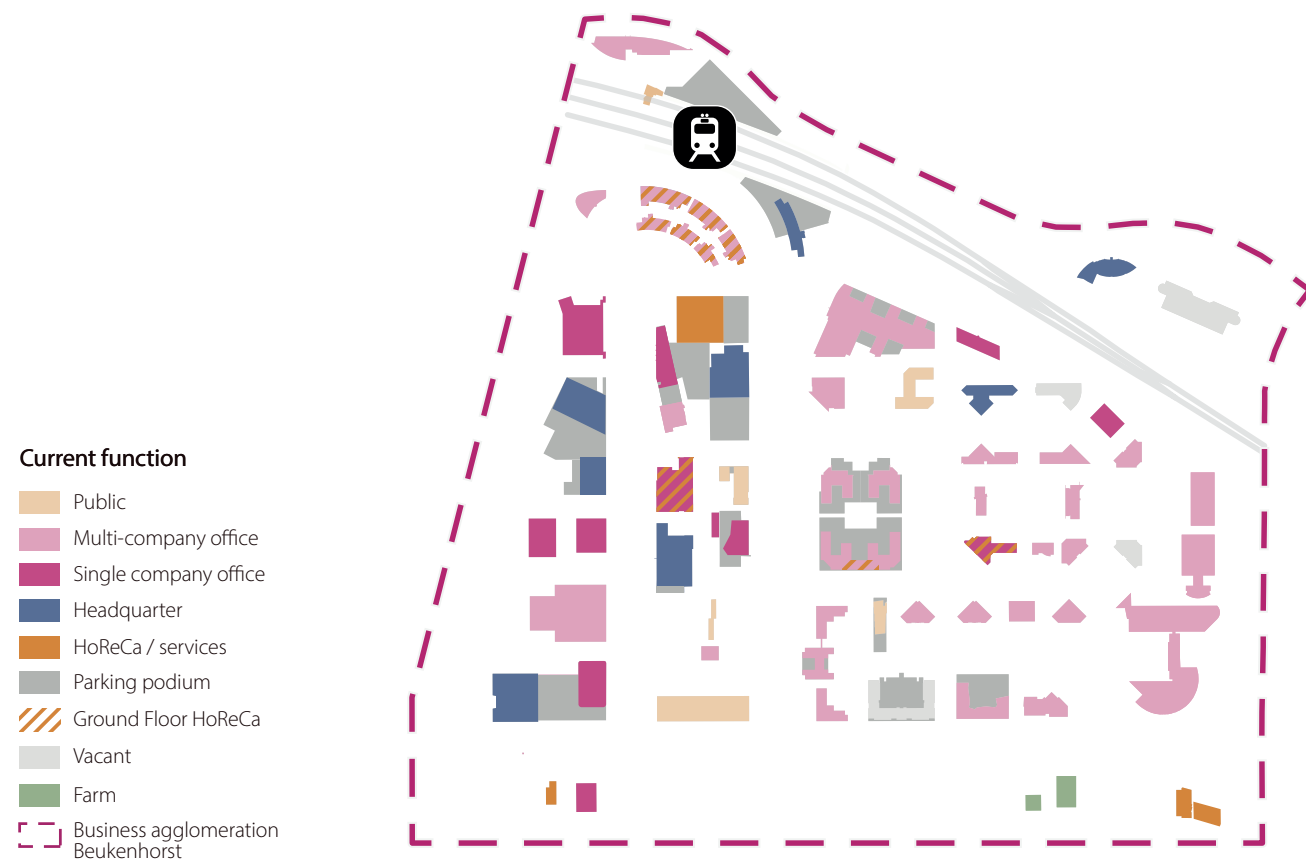 Current function
Public
Multi-company office
Single company office
Headquarter
HoReCa / services
Parking podium
Ground Floor HoReCa
Vacant
Farm
Business agglomeration
Beukenhorst